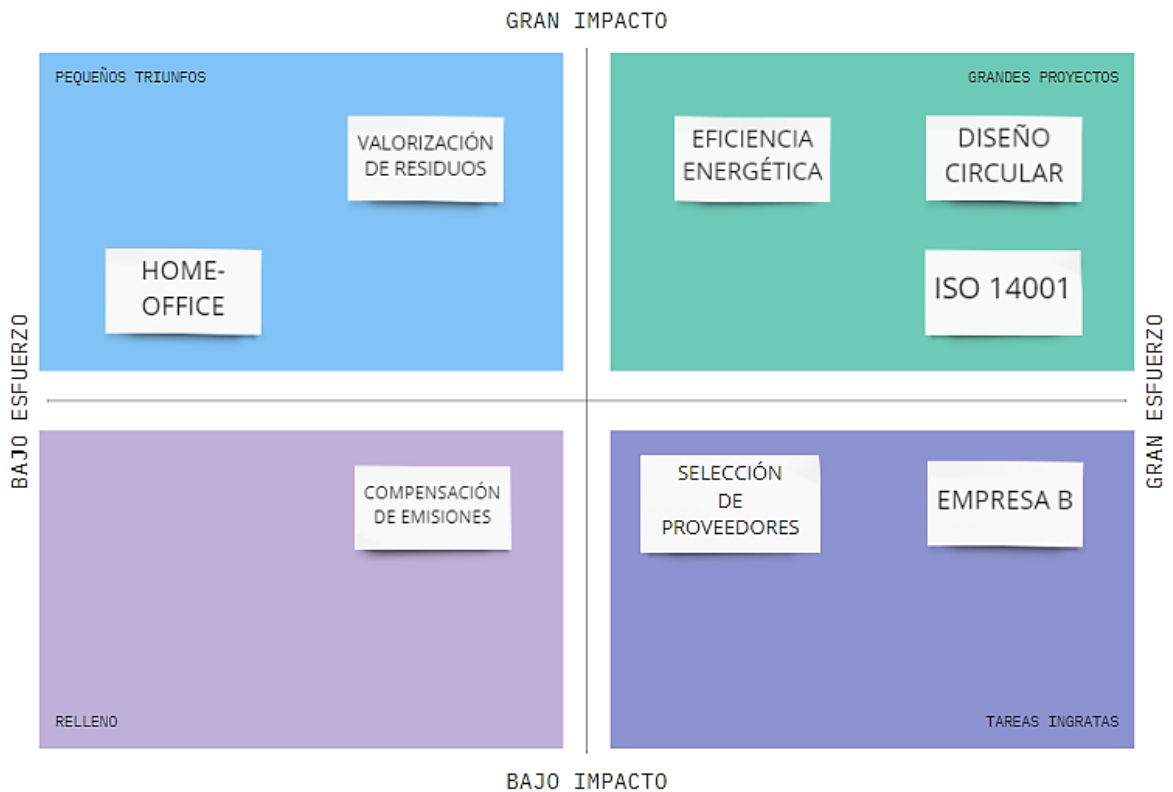 GRAN IMPACTO
PEQUEÑOS TRIUNFOS
GRANDES PROYECTOS
VALORIZACIÓN
DE RESIDUOS
EFICIENCIA
ENERGÉTICA
DISEÑO
CIRCULAR
HOME-
OFFICE
ISO 14001
BAJO ESFUERZO
GRAN ESFUERZO
COMPENSACIÓN
DE EMISIONES
SELECCIÓN
DE
PROVEEDORES
EMPRESA B
RELLENO
TAREAS INGRATAS
BAJO IMPACTO